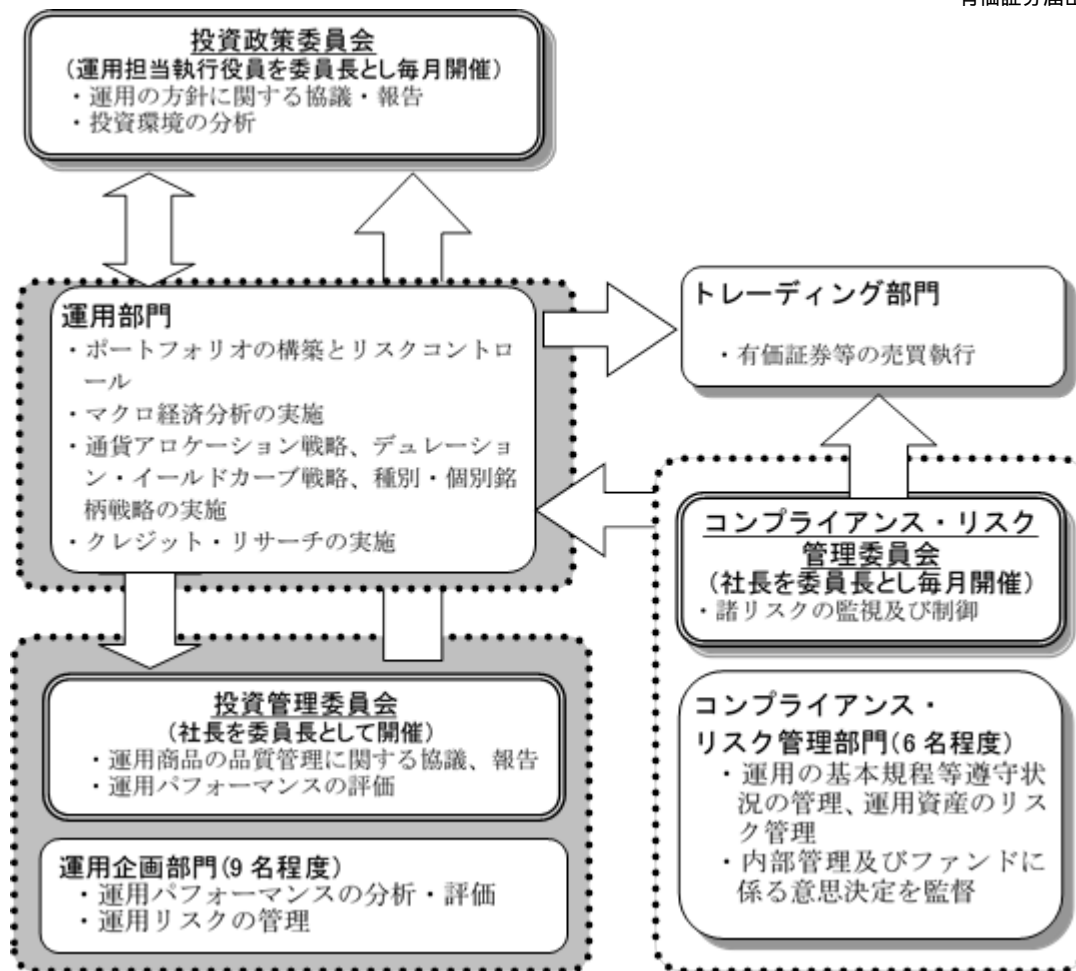 有価証券届出
投資政策委員会
(運用担当執行役員を委員長とし毎月開催)
・運用の方針に関する協議・報告
・投資環境の分析
運用部門
・ポートフォリオの構築とリスクコントロ
ール
・マクロ経済分析の実施
・通貨アロケーション戦略、デュレーショ
ン・イールドカーブ戦略、種別・個別銘
柄戦略の実施
・クレジット・リサーチの実施
トレーディング部門
・有価証券等の売買執行
コンプライアンス・リスク
管理委員会
(社長を委員長とし毎月開催)
・諸リスクの監視及び制御
投資管理委員会
(社長を委員長として開催)
・運用商品の品質管理に関する協議、報告
・運用パフォーマンスの評価
運用企画部門(9名程度)
・運用パフォーマンスの分析・評価
・運用リスクの管理
コンプライアンス・
リスク管理部門(6名程度)
・運用の基本規程等遵守状
況の管理、運用資産のリス
ク管理
・内部管理及びファンドに
係る意思決定を監督